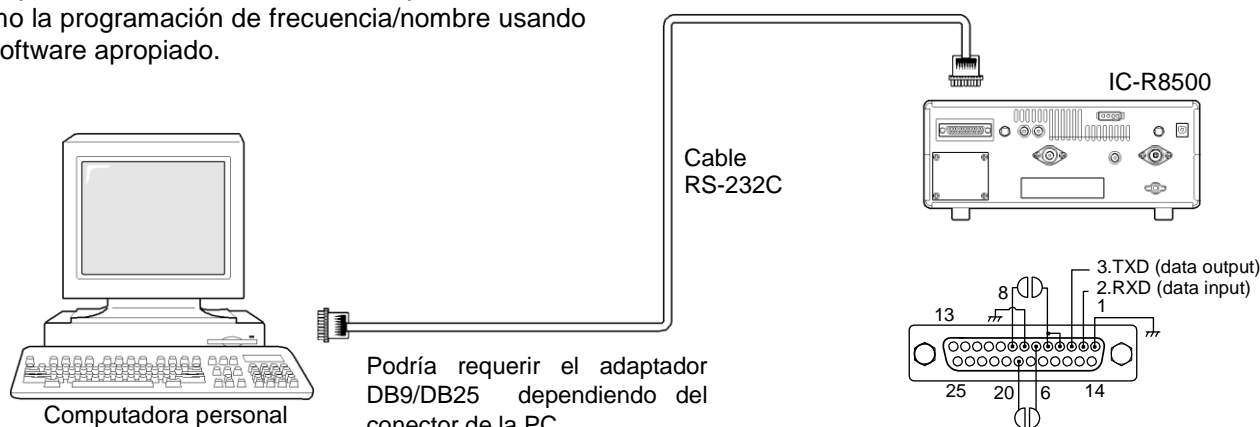 no la programación de frecuencia/nombre usando
software apropiado.
IC-R8500
Cable
RS-232C
3.TXD (data output)
2.RXD (data input)
8
1
13
25
20
6
14
Podría requerir el adaptador
DB9/DB25 dependiendo del
conector de la PC
Computadora personal